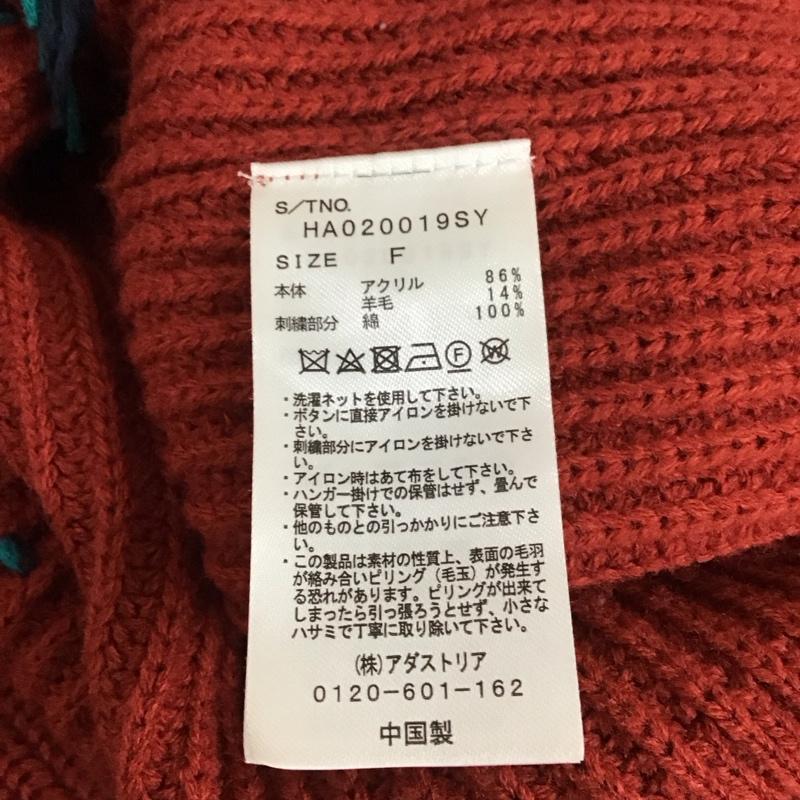 S/TNO.
HA020019SY
SIZE F
本体 アクリル 86%
羊毛 14%
刺繍部分 綿 100%
F W
・洗濯ネットを使用して下さい。
・ボタンに直接アイロンを掛けないで下
さい。
・刺繍部分にアイロンを掛けないで下さ
い。
・アイロン時はあて布をして下さい。
・ハンガー掛けでの保管はせず、畳んで
保管して下さい。
・他のものとの引っかかりにご注意下さ
い。
・この製品は素材の性質上、表面の毛羽
が絡み合いピリング（毛玉）が発生す
る恐れがあります。ピリングが出来て
しまったら引っ張ろうとせず、小さな
ハサミで丁寧に取り除いて下さい。
(株)アダストリア
0120-601-162
中国製